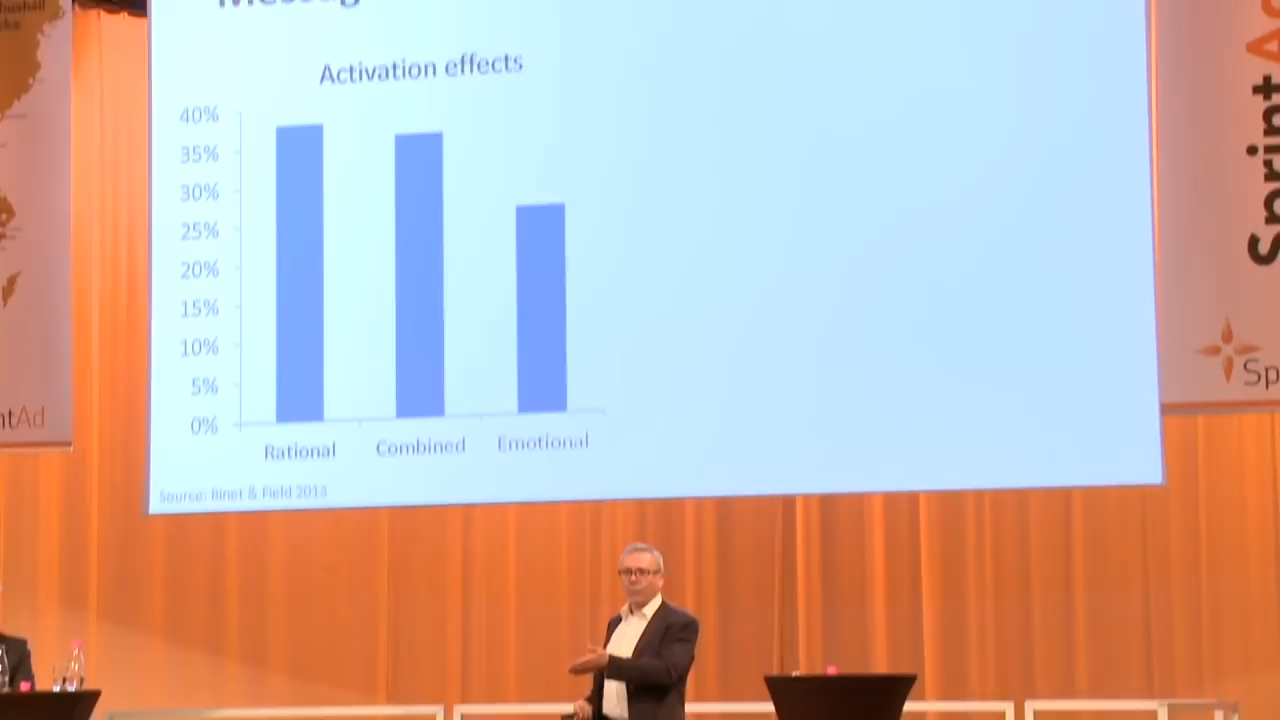 Activation effects
40%
35%
30%
25%
20%
15%
10%
5%
0%
Rational
Combined
Emotional
Source: Binet & Field 2013
Sprint
ntAd
Sp